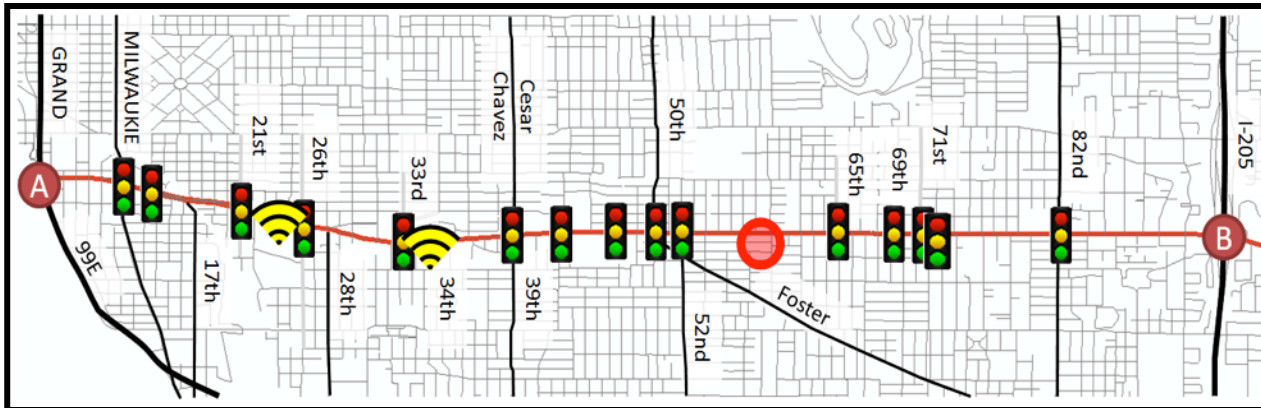 GRAND
MILWAUKIE
21st
26th
33rd
Cesar
Chavez
50th
65th
69th
71st
82nd
I-205
A
B
99E
17th
28th
34th
39th
52nd
Foster